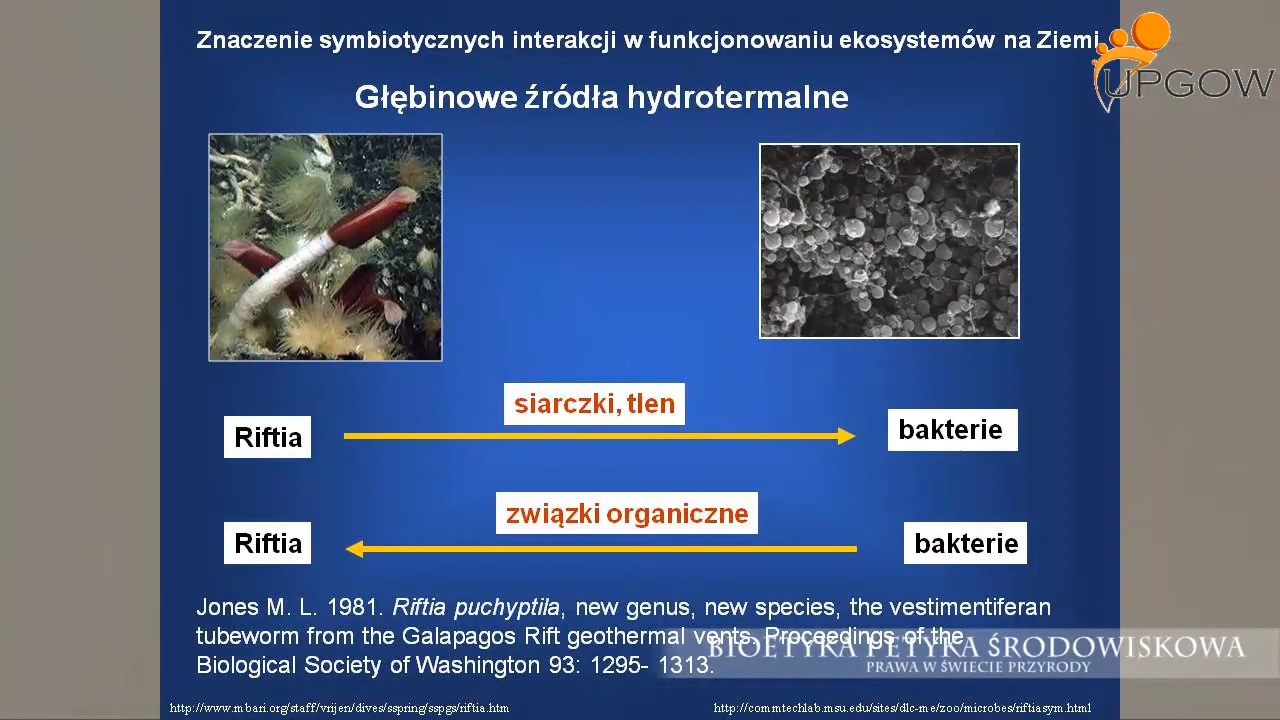 Znaczenie symbiotycznych interakcji w funkcjonowaniu ekosystemów na Ziemi
UPGOW
Głębinowe źródła hydrotermalne
siarczki, tlen
Riftia
bakterie
związki organiczne
Riftia
bakterie
Jones M. L. 1981. Riftia puchyptila, new genus, new species, the vestimentiferan
tubeworm from the Galapagos Rift geothermal vents. Proceedings of the
Biological Society of Washington 93: 1295- 1313.
BIOETYKA I ETYKA ŚRODOWISKOWA
PRAWA W ŚWIECIE PRZYRODY
http://www.mbari.org/staff/vrijen/dives/sspring/sspgs/riftia.htm
http://commtechlab.msu.edu/sites/dlc-me/zoo/microbes/riftiasym.html